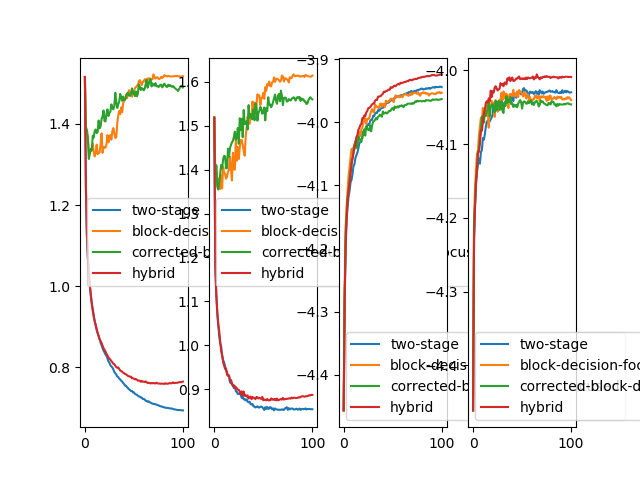 1.4
1.2
1.0
0.8
0 100
two-stage
block-decis
corrected-b
hybrid
1.6
1.5
1.4
1.3
1.2
1.1
1.0
0.9
0 100
two-stage
block-decis
corrected-b
hybrid
−3.9
−4.0
−4.1
−4.2
−4.3
−4.4
0 100
two-stage
block-decis
corrected-b
hybrid
−4.0
−4.1
−4.2
−4.3
−4.4
0 100
two-stage
block-decision-foc
corrected-block-d
hybrid